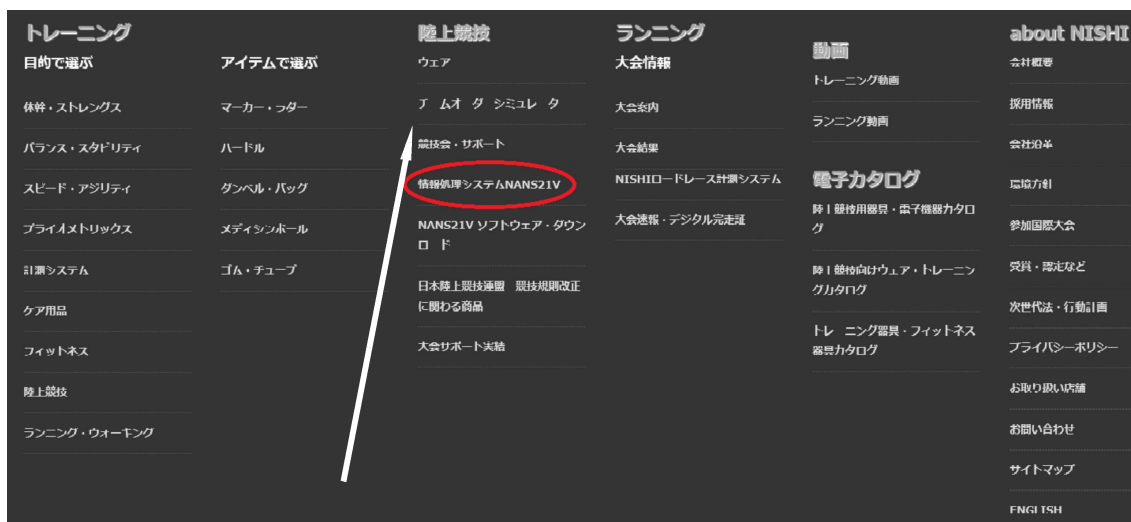 トレーニング
目的で選ぶ
体幹・ストレングス
バランス・スタビリティ
スピード・アジリティ
プライオメトリックス
計測システム
ケア用品
フィットネス
陸上競技
ランニング・ウォーキング
アイテムで選ぶ
マーカー・ラダー
ハードル
ダンベル・バッグ
メディシンボール
ゴム・チューブ
陸上競技
ウェア
チームオーダーシミュレーター
競技会・サポート
情報処理システムNANS21V
NANS21V ソフトウェア・ダウン
ロード
日本陸上競技連盟　競技規則改正
に関わる商品
大会サポート実績
ランニング
大会情報
大会案内
大会結果
NISHIロードレース計測システム
大会速報・デジタル完走証
動画
トレーニング動画
ランニング動画
電子カタログ
陸上競技用器具・電子機器カタロ
グ
陸上競技向けウェア・トレーニン
グカタログ
トレーニング器具・フィットネス
器具カタログ
about NISHI
会社概要
採用情報
会社沿革
環境方針
参加国際大会
受賞・認定など
次世代法・行動計画
プライバシーポリシー
お取り扱い店舗
お問い合わせ
サイトマップ
ENGLISH